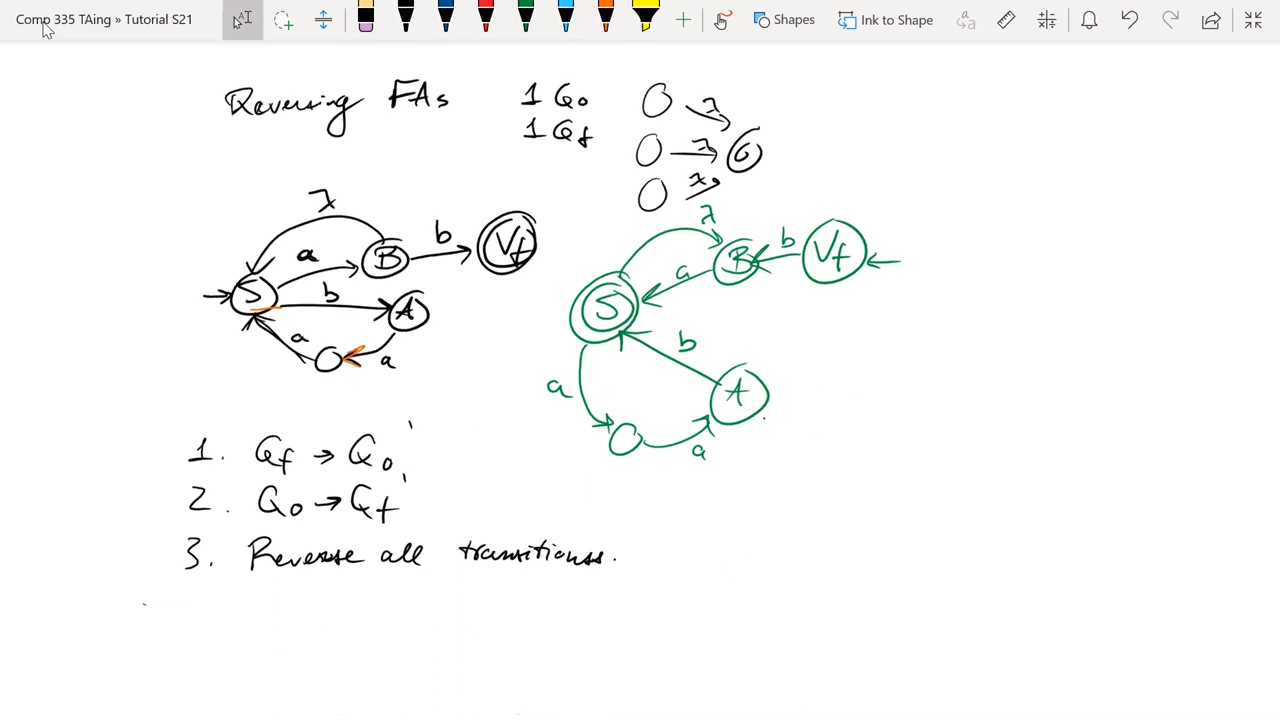 Comp 335 TAing » Tutorial S21
Shapes
Ink to Shape
Reversing FAs
1 Q0
1 Qf
λ
λ
λ
λ
a
B
b
Vf
S
b
A
a
a
λ
B
b
Vf
a
S
b
a
A
a
1. Qf → Q0'
2. Q0 → Qf'
3. Reverse all transitionss.